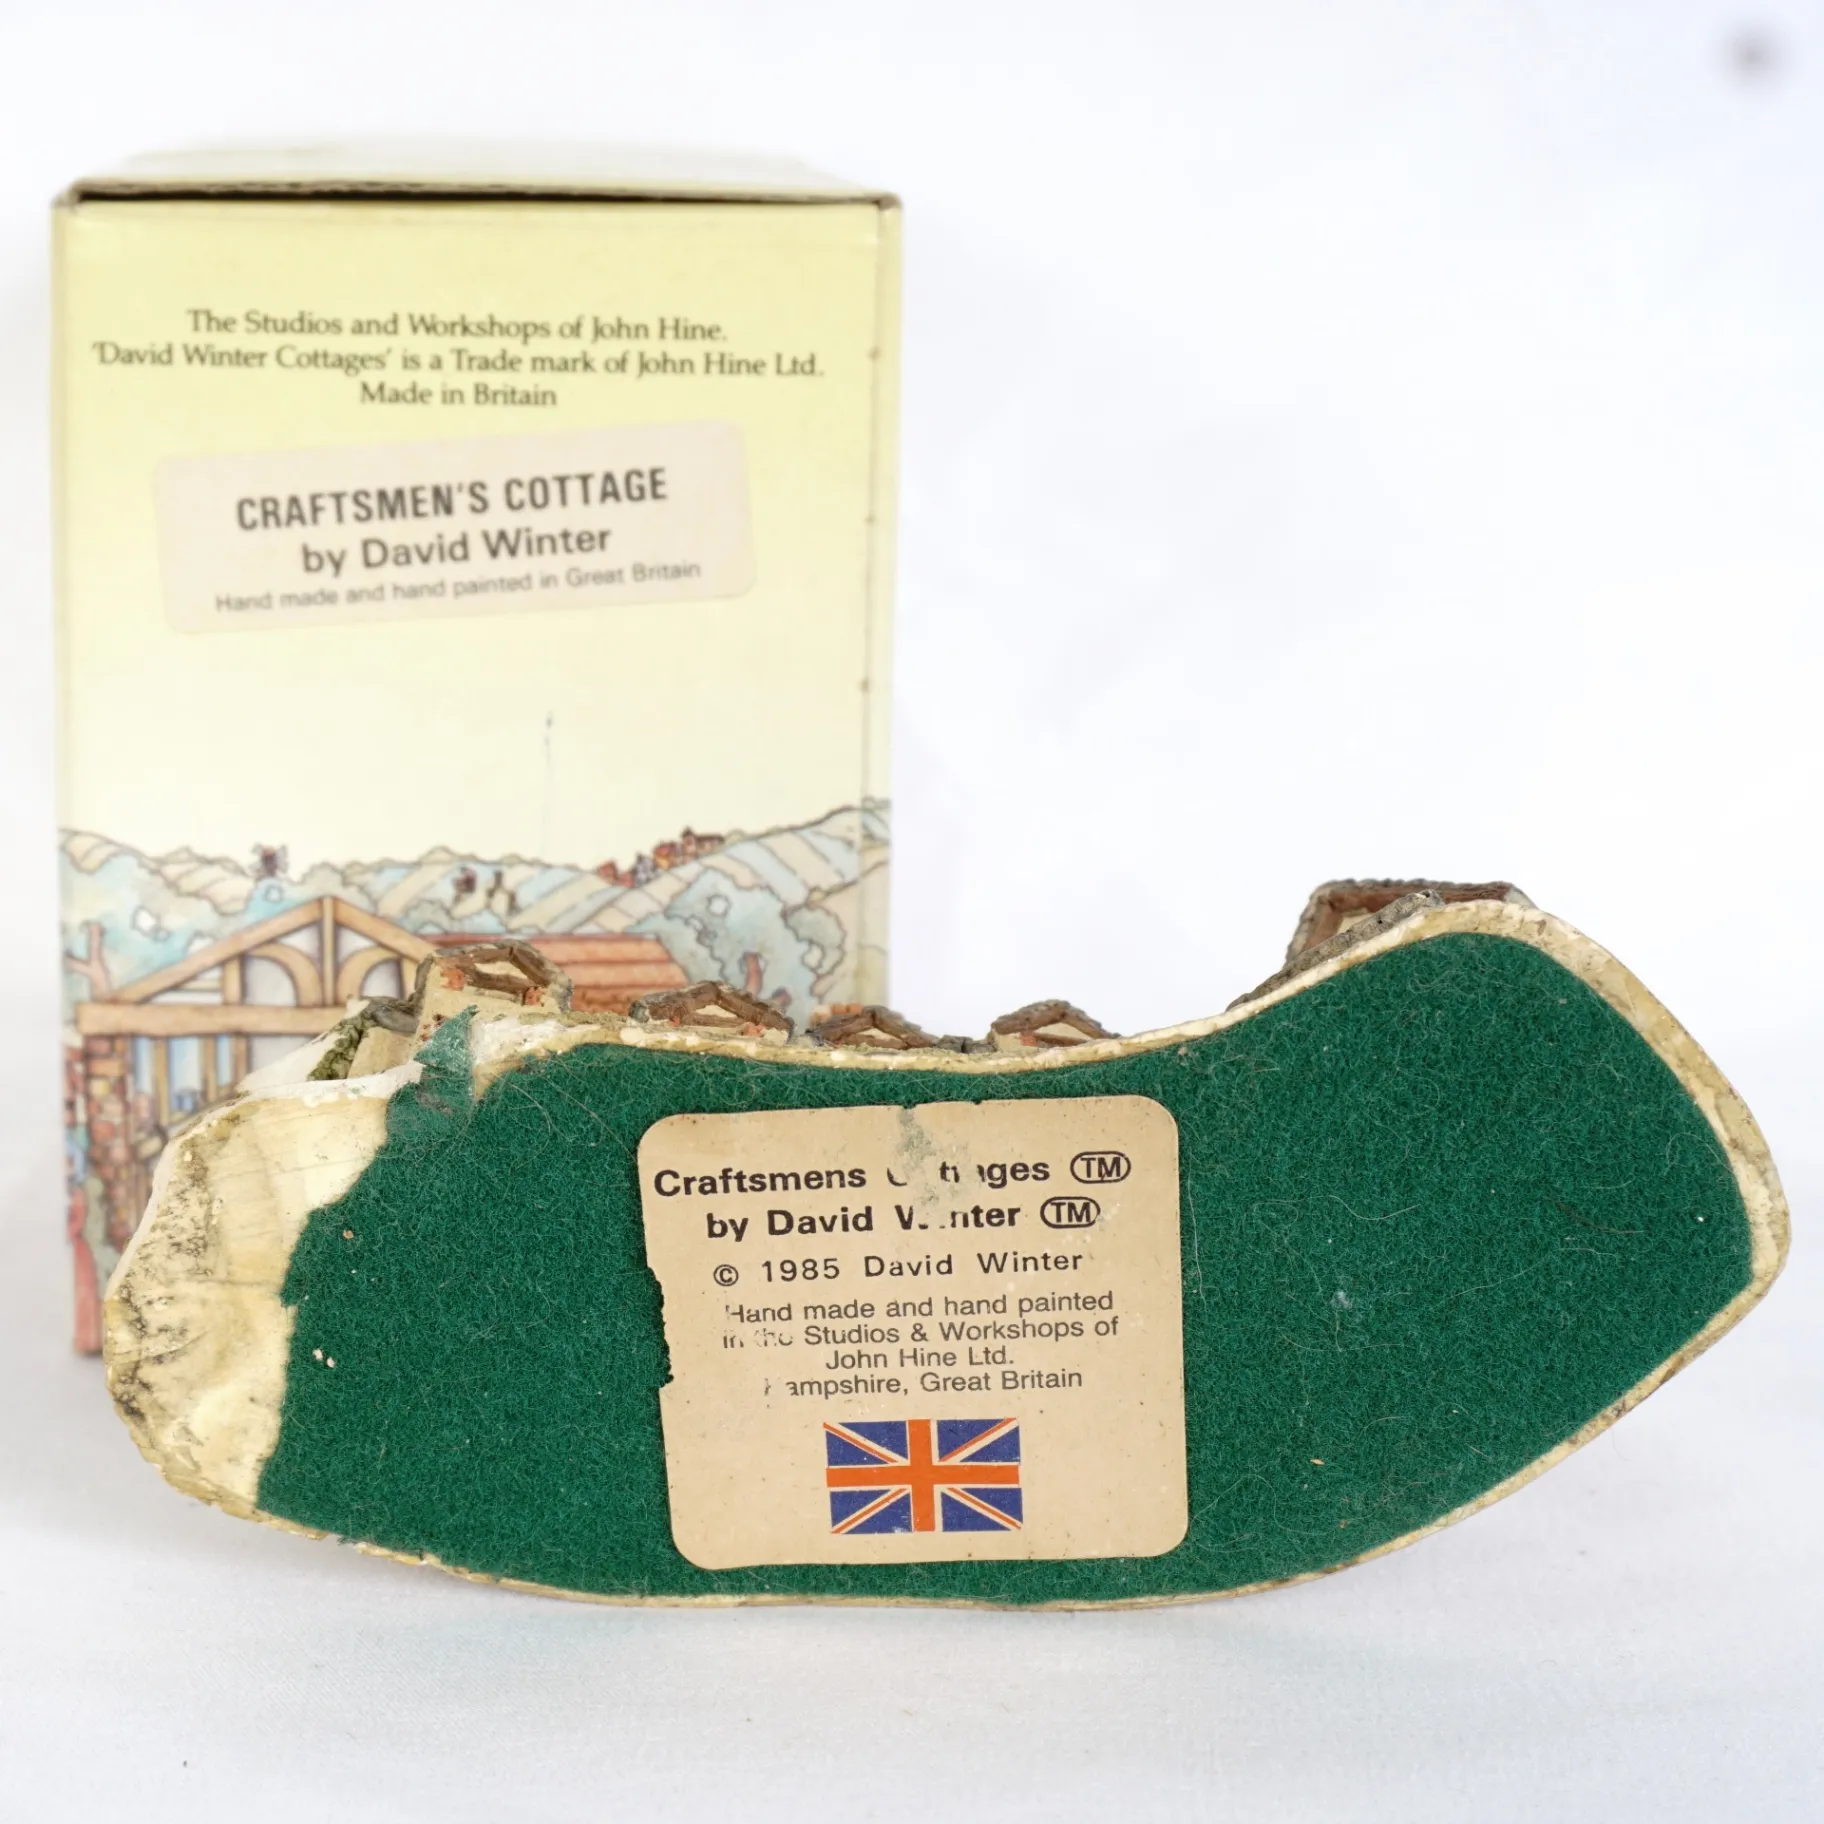 The Studios and Workshops of John Hine.
'David Winter Cottages' is a Trade mark of John Hine Ltd.
Made in Britain
CRAFTSMEN'S COTTAGE
by David Winter
Hand made and hand painted in Great Britain
Craftsmens TM
by David TM
© 1985 David Winter
Hand made and hand painted
in the Studios & Workshops of
John Hine Ltd.
Great Britain